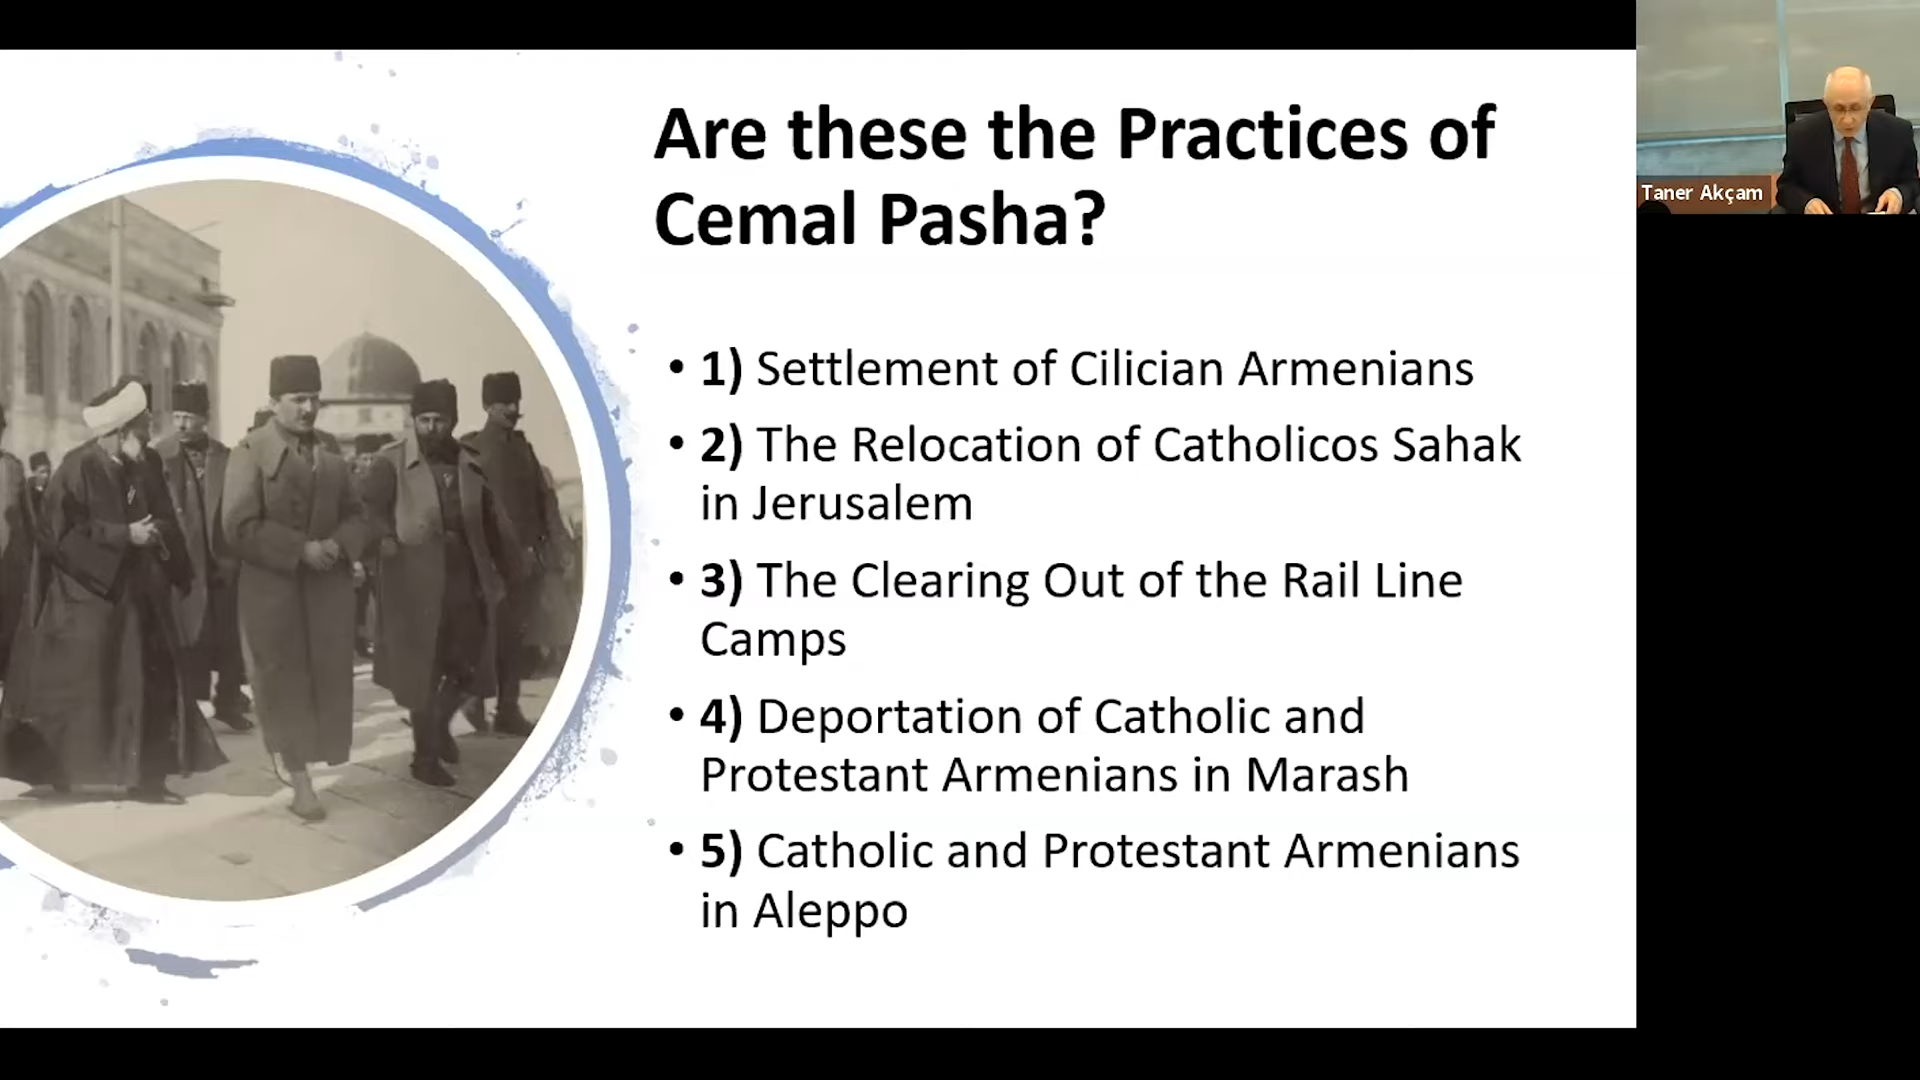 Are these the Practices of
Cemal Pasha?
• 1) Settlement of Cilician Armenians
• 2) The Relocation of Catholicos Sahak
in Jerusalem
• 3) The Clearing Out of the Rail Line
Camps
• 4) Deportation of Catholic and
Protestant Armenians in Marash
• 5) Catholic and Protestant Armenians
in Aleppo
Taner Akçam